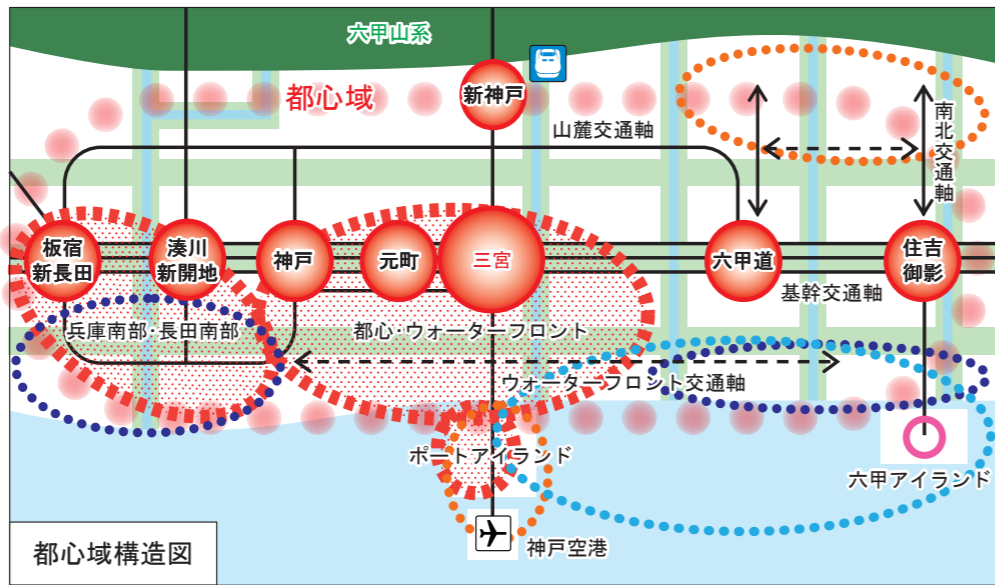 六甲山系
都心域
新神戸
山麓交通軸
南北交通軸
板宿
新長田
湊川
新開地
神戸
元町
三宮
六甲道
住吉
御影
基幹交通軸
兵庫南部・長田南部
都心・ウォーターフロント
ウォーターフロント交通軸
ポートアイランド
六甲アイランド
神戸空港
都心域構造図